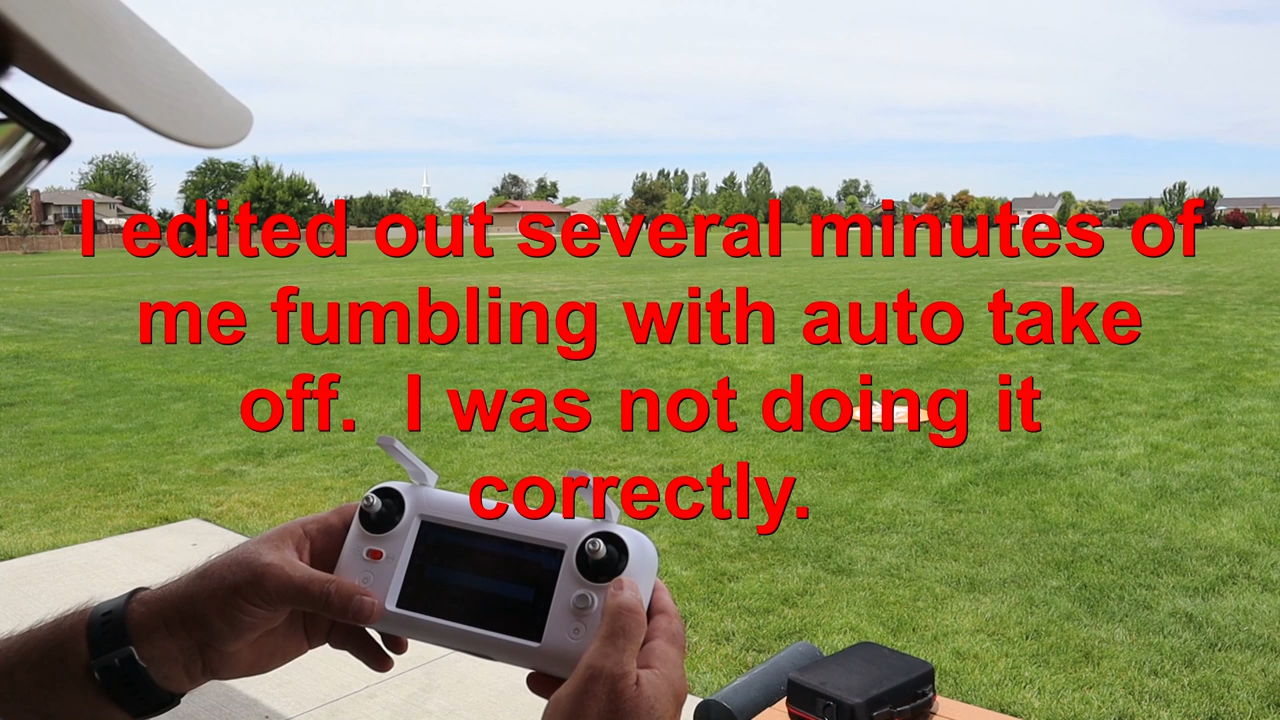 I edited out several minutes of
me fumbling with auto take
off.  I was not doing it
correctly.